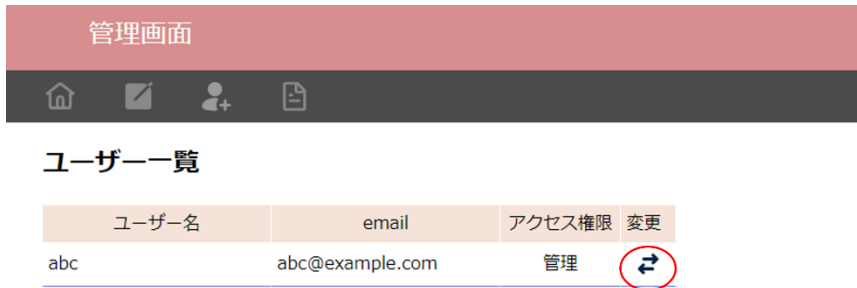 管理画面
ユーザー一覧
ユーザー名 email アクセス権限 変更
abc abc@example.com 管理